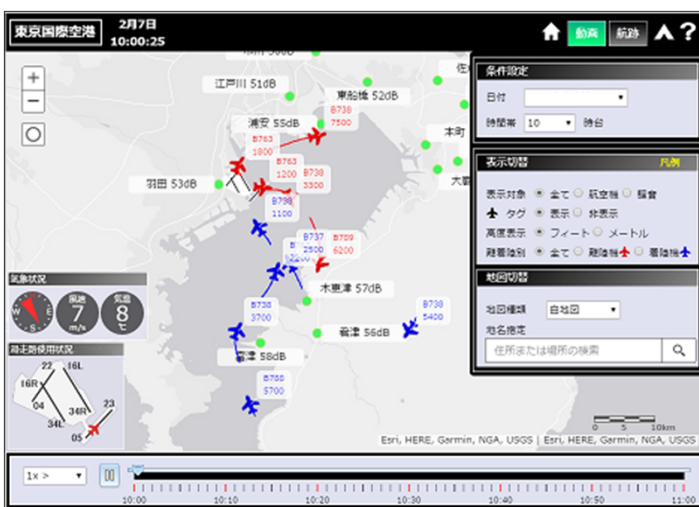 東京国際空港
2月7日
10:00:25
動画
航跡
?
江戸川 51dB
東船橋 52dB
浦安 55dB
本町
羽田 53dB
木更津 57dB
君津 56dB
富津 58dB
B738
7500
B763
1800
B763
1200
B738
3300
B738
1100
B737
2500
B789
6200
B738
3700
B738
5400
B788
5700
+
−
気象状況
N
E
S
W
風速
7
m/s
気温
8
℃
滑走路使用状況
22
16L
16R
04
34R
34L
23
05
条件設定
日付
時間帯 10 時台
表示切替 凡例
表示対象 全て 航空機 騒音
タグ 表示 非表示
高度表示 フィート メートル
離着陸別 全て 離陸機 着陸機
地図切替
地図種類 白地図
地名指定
住所または場所の検索
0 5 10km
Esri, HERE, Garmin, NGA, USGS | Esri, HERE, Garmin, NGA, USGS
1x >
10:00 10:10 10:20 10:30 10:40 10:50 11:00